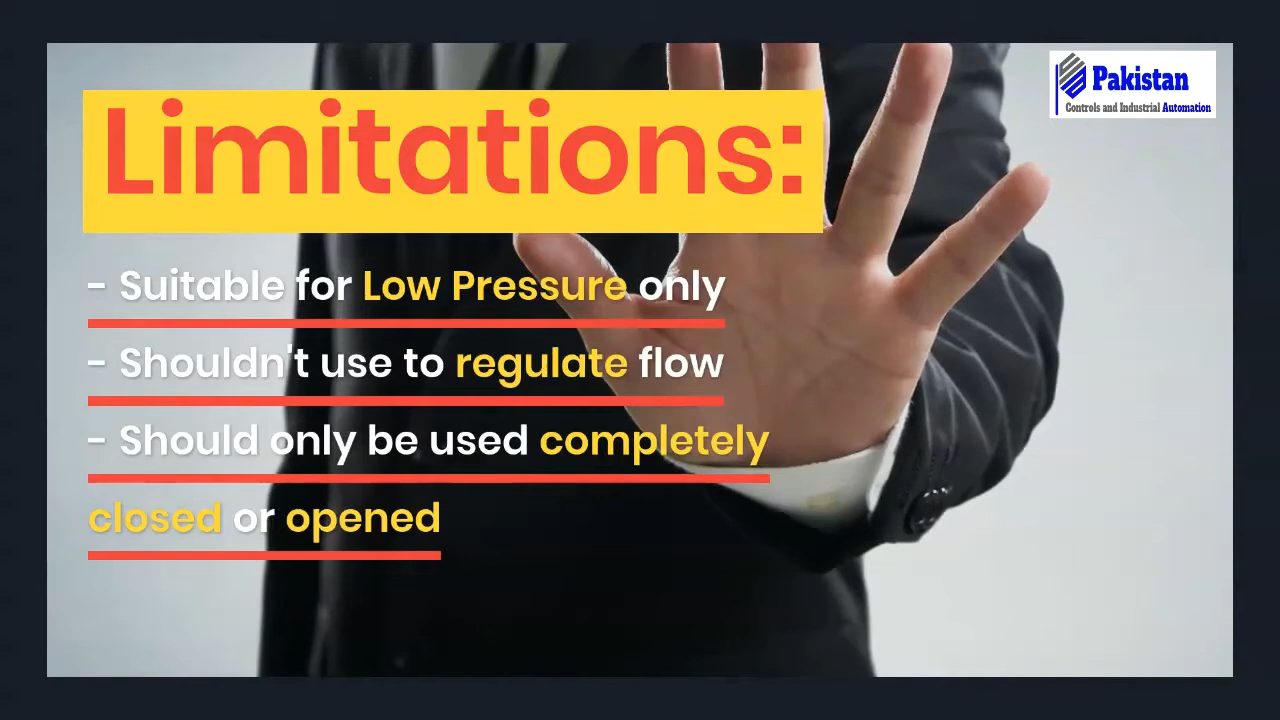 Pakistan
Controls and Industrial Automation
Limitations:
- Suitable for Low Pressure only
- Shouldn't use to regulate flow
- Should only be used completely
closed or opened